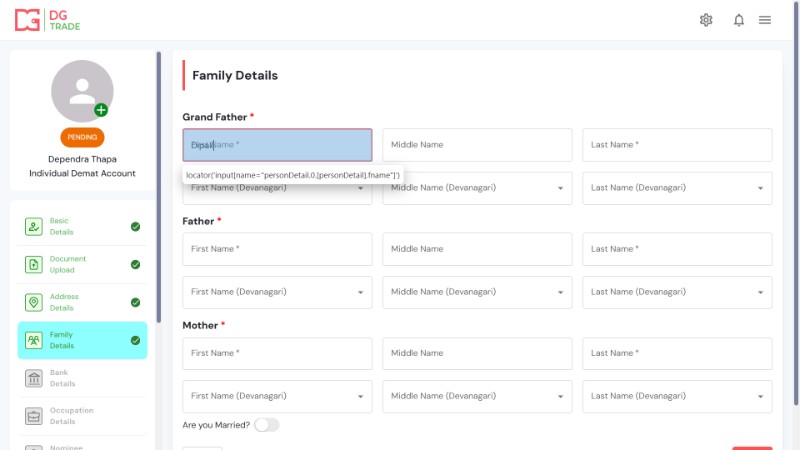 DG
TRADE
PENDING
Dependra Thapa
Individual Demat Account
Basic
Details
Document
Upload
Address
Details
Family
Details
Bank
Details
Occupation
Details
Nominee
Family Details
Grand Father *
Middle Name
Last Name *
locator('input[name="personDetail.0.[personDetail].fname"]')
First Name (Devanagari)
Middle Name (Devanagari)
Last Name (Devanagari)
Father *
First Name *
Middle Name
Last Name *
First Name (Devanagari)
Middle Name (Devanagari)
Last Name (Devanagari)
Mother *
First Name *
Middle Name
Last Name *
First Name (Devanagari)
Middle Name (Devanagari)
Last Name (Devanagari)
Are you Married?